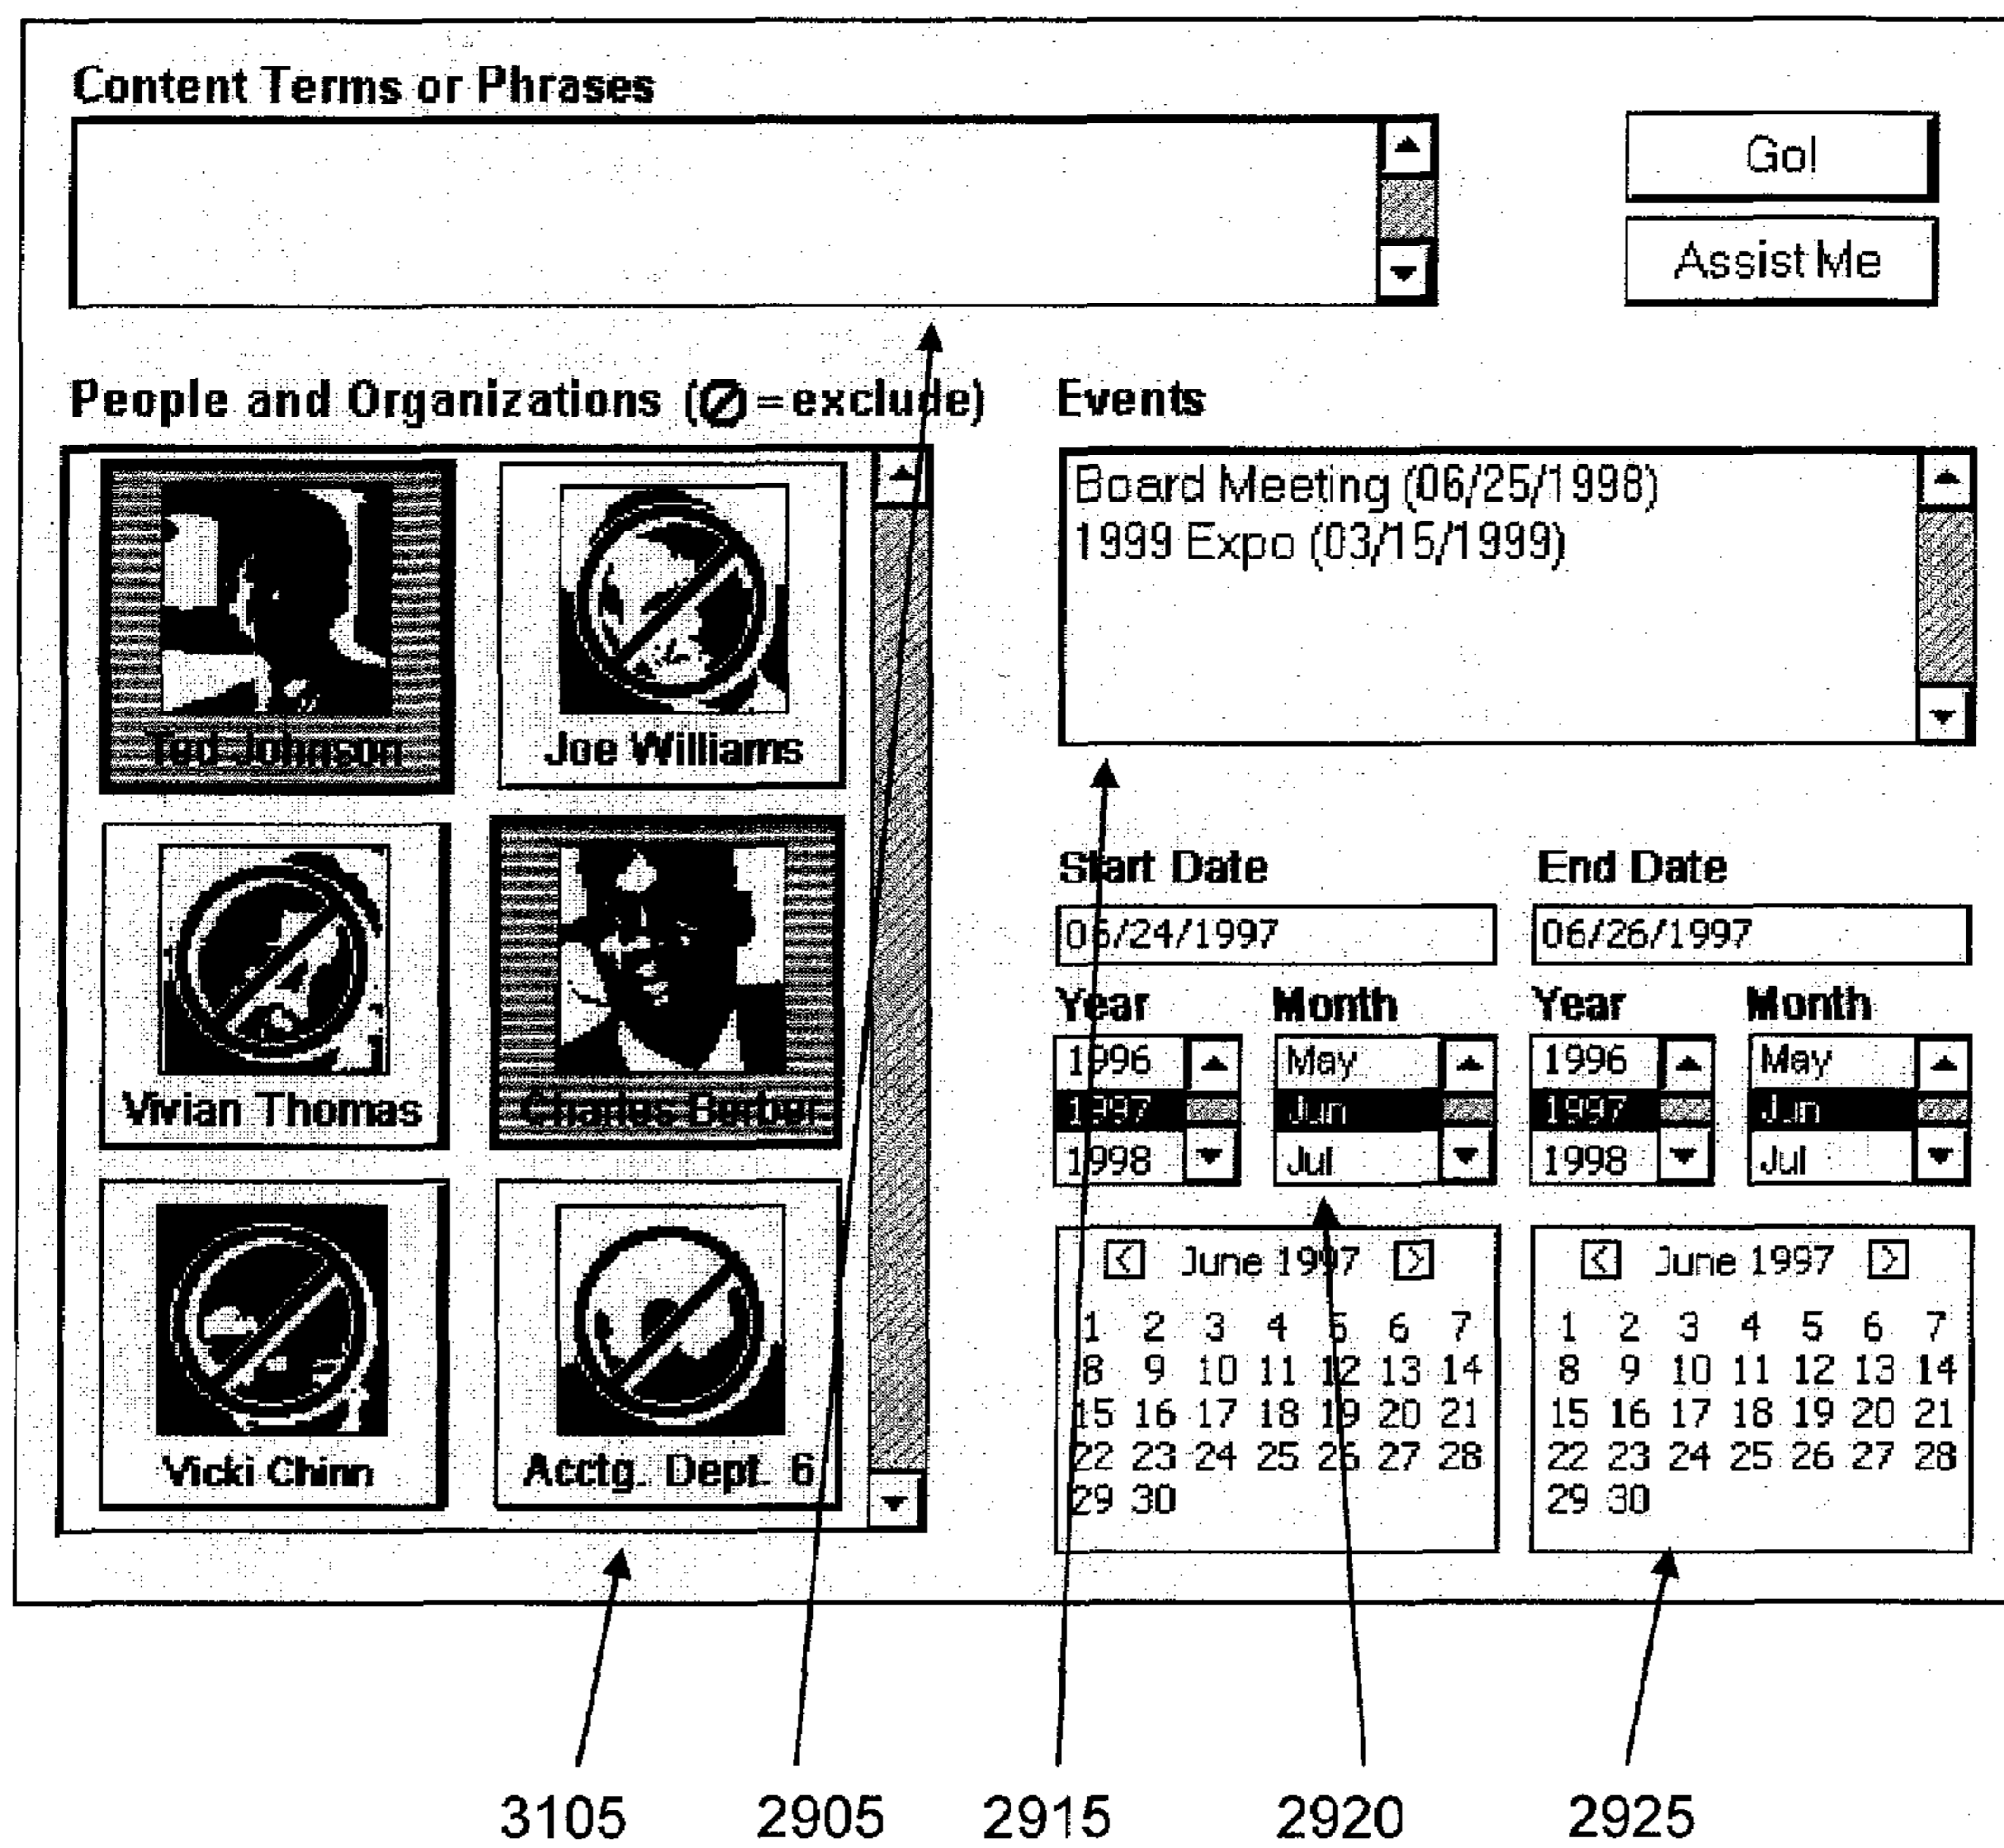 Content Terms or Phrases
Go!
Assist Me
People and Organizations (⊘=exclude)
Events
Board Meeting (06/25/1998)
1999 Expo (03/15/1999)
Ted Johnson
Joe Williams
Vivian Thomas
Charles Berber
Vicki Chinn
Acctg. Dept. 6
Start Date
End Date
06/24/1997
06/26/1997
Year Month Year Month
1996 May 1996 May
1997 Jun 1997 Jun
1998 Jul 1998 Jul
< June 1997 >
1 2 3 4 5 6 7
8 9 10 11 12 13 14
15 16 17 18 19 20 21
22 23 24 25 26 27 28
29 30
< June 1997 >
1 2 3 4 5 6 7
8 9 10 11 12 13 14
15 16 17 18 19 20 21
22 23 24 25 26 27 28
29 30
3105 2905 2915 2920 2925